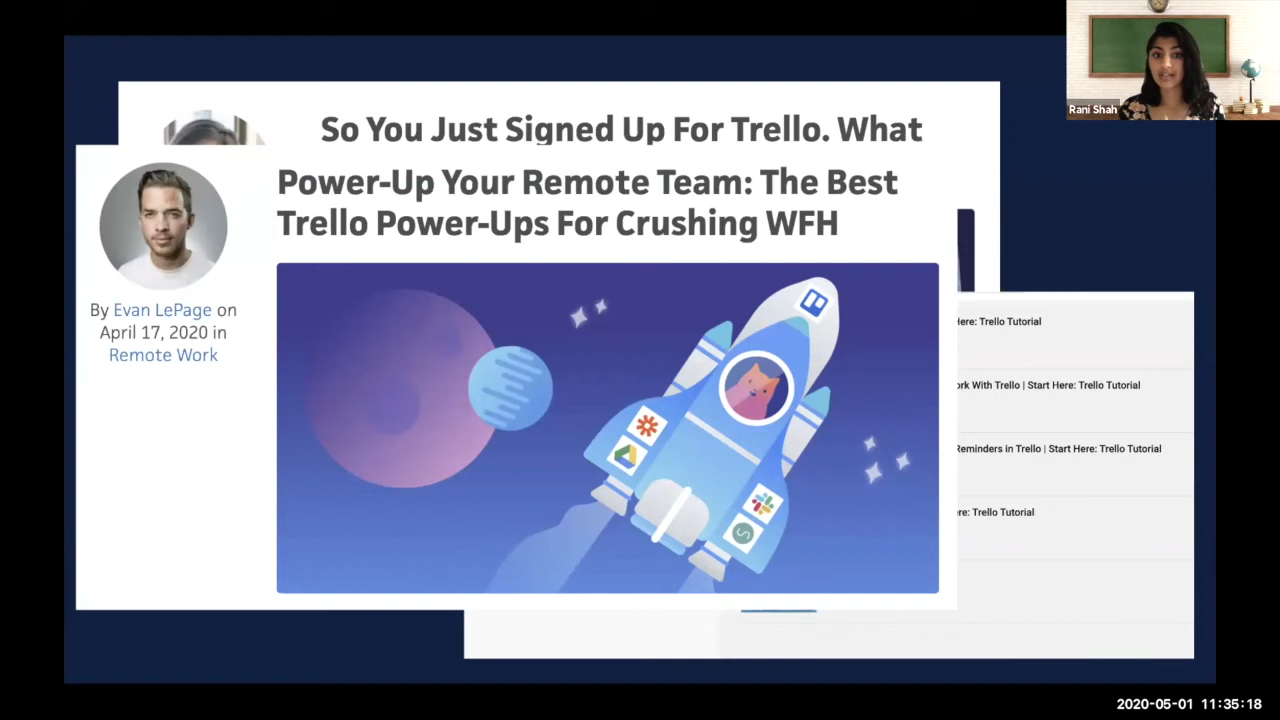 Rani Shah
So You Just Signed Up For Trello. What
Power-Up Your Remote Team: The Best
Trello Power-Ups For Crushing WFH
By Evan LePage on
April 17, 2020 in
Remote Work
Here: Trello Tutorial
ork With Trello | Start Here: Trello Tutorial
Reminders in Trello | Start Here: Trello Tutorial
ere: Trello Tutorial
2020-05-01 11:35:18